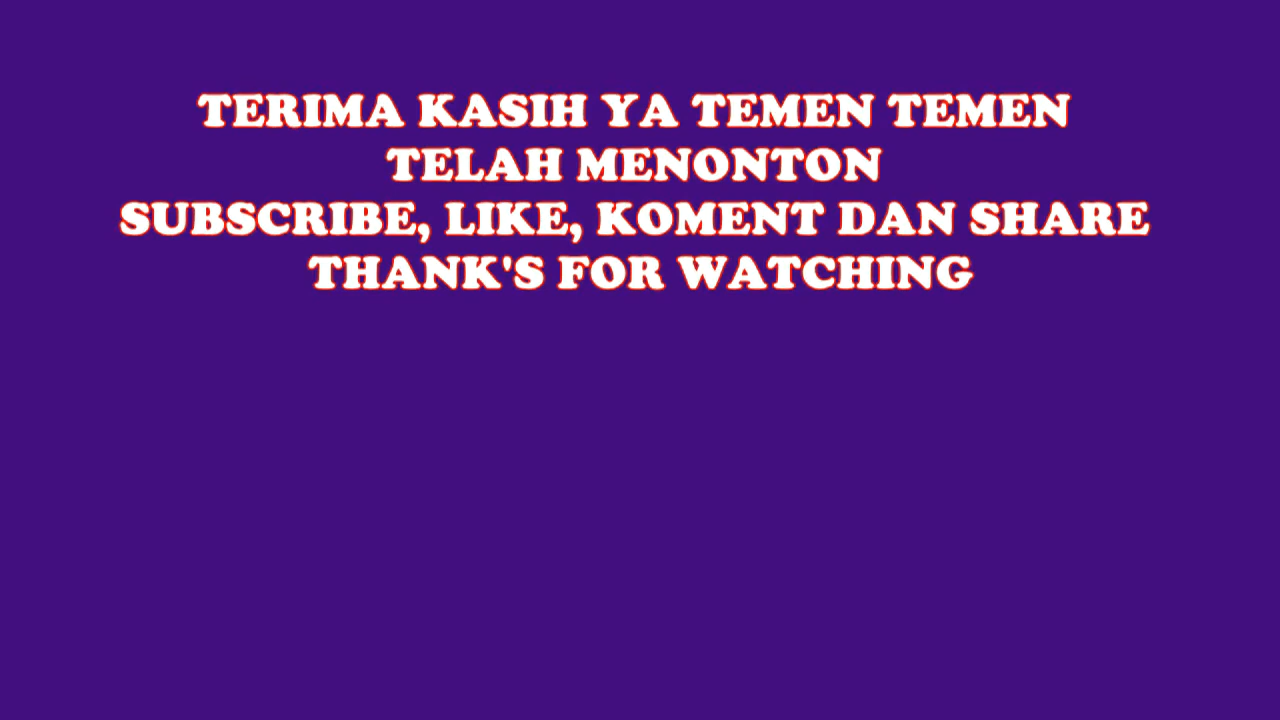 TERIMA KASIH YA TEMEN TEMEN
TELAH MENONTON
SUBSCRIBE, LIKE, KOMENT DAN SHARE
THANK'S FOR WATCHING